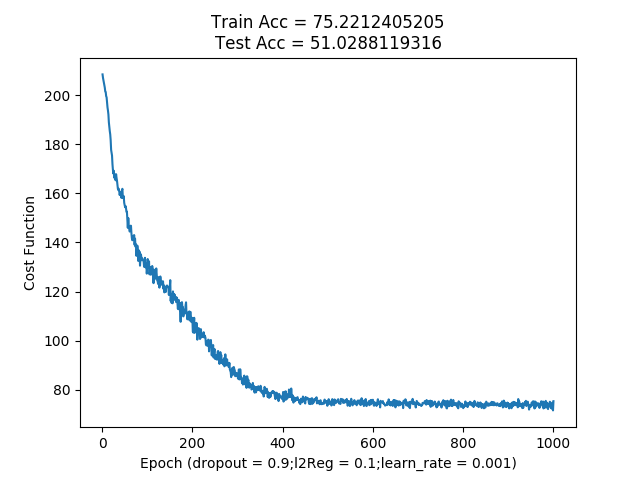 Train Acc = 75.2212405205
Test Acc = 51.0288119316
200
180
160
140
120
100
80
Cost Function
0 200 400 600 800 1000
Epoch (dropout = 0.9;l2Reg = 0.1;learn_rate = 0.001)